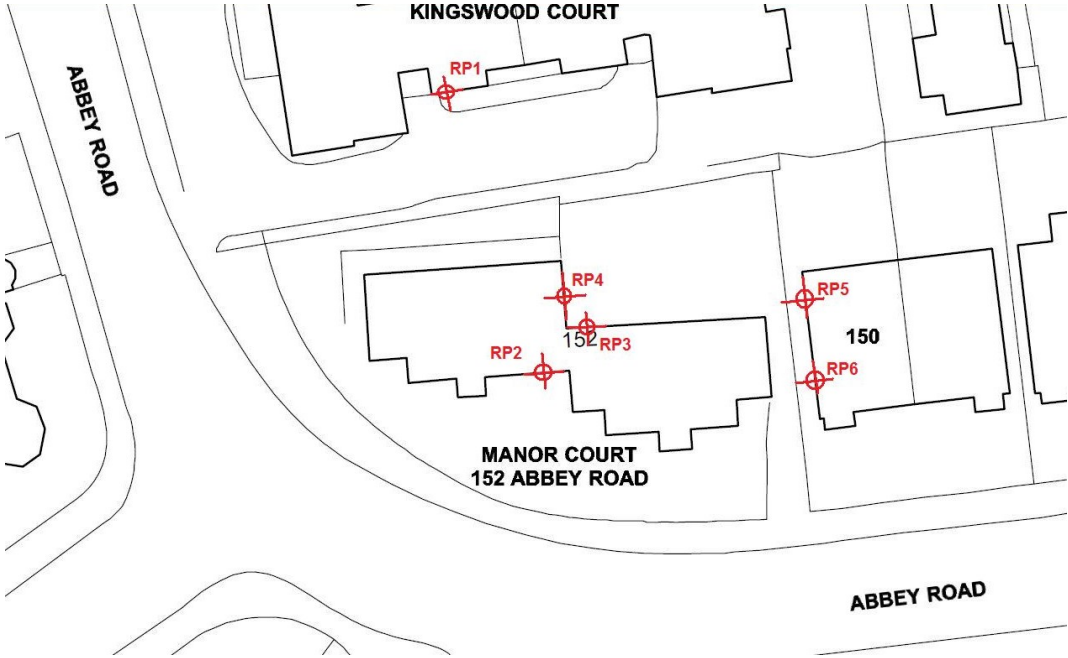 KINGSWOOD COURT
RP1
ABBEY ROAD
RP4
RP5
152
RP3
150
RP2
RP6
MANOR COURT
152 ABBEY ROAD
ABBEY ROAD